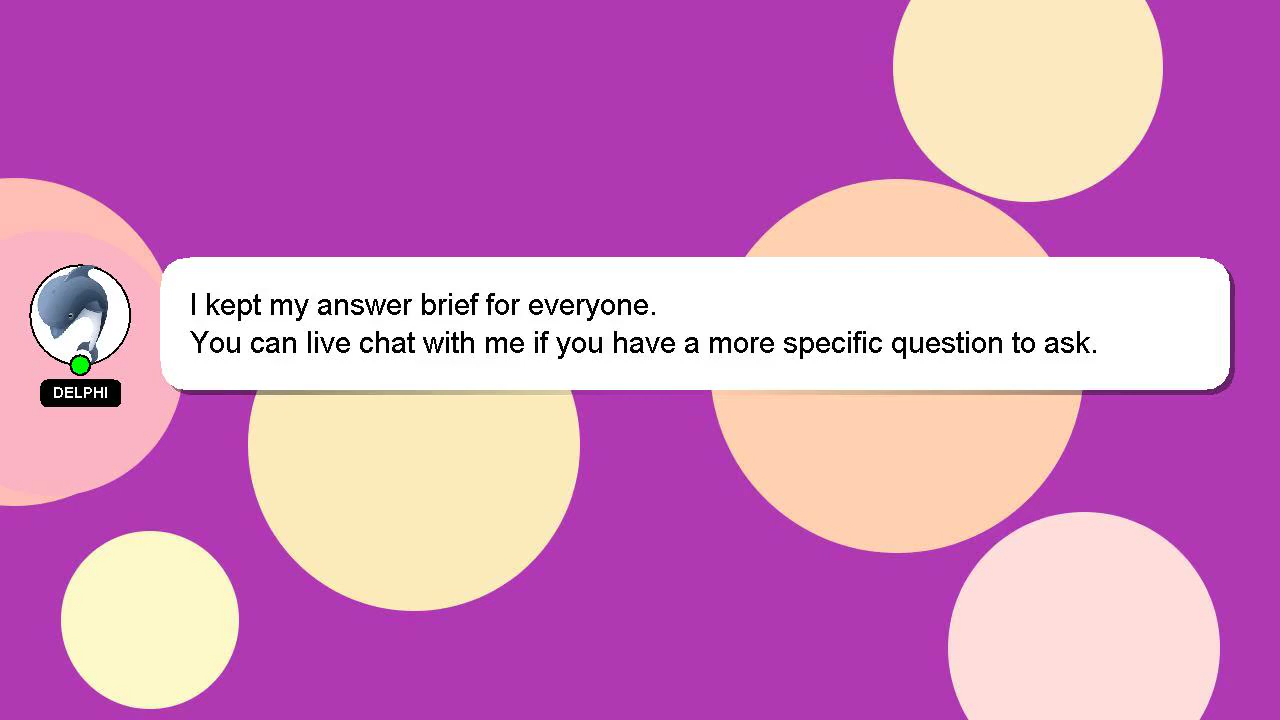 I kept my answer brief for everyone.
You can live chat with me if you have a more specific question to ask.
DELPHI